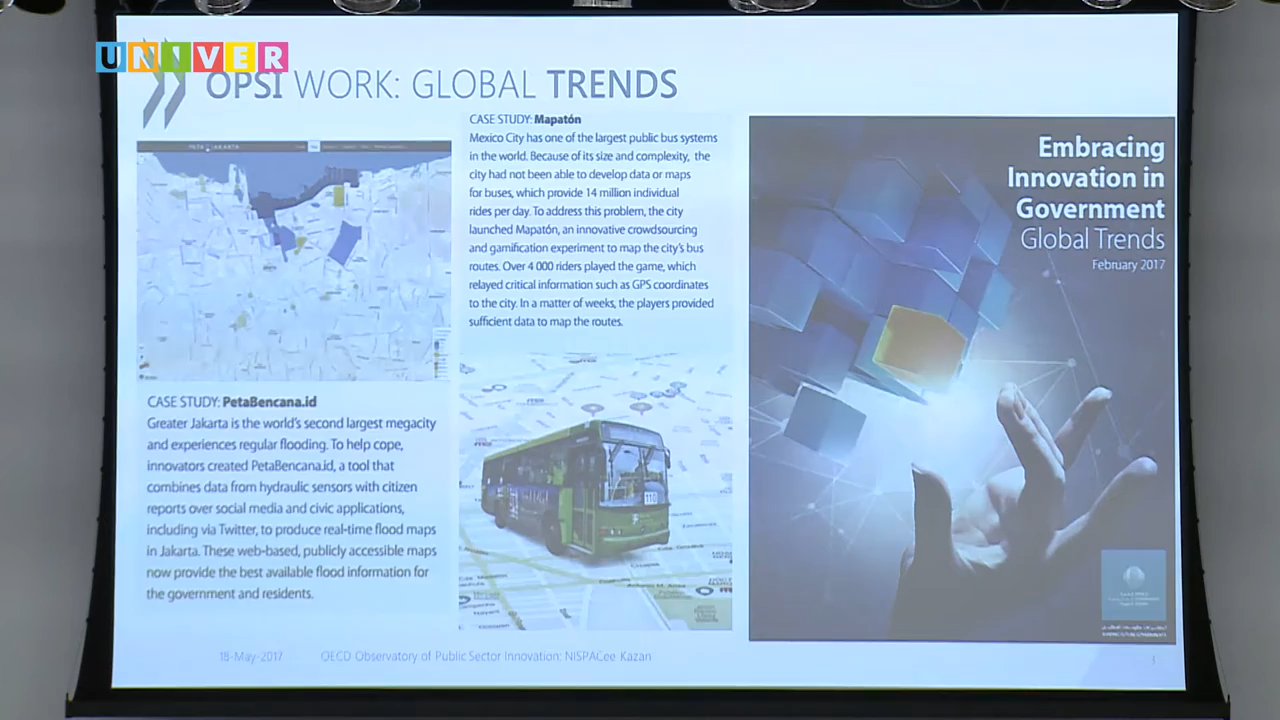 UNIVER
OPSI WORK: GLOBAL TRENDS
PETA JAKARTA
CASE STUDY: PetaBencana.id
Greater Jakarta is the world's second largest megacity
and experiences regular flooding. To help cope,
innovators created PetaBencana.id, a tool that
combines data from hydraulic sensors with citizen
reports over social media and civic applications,
including via Twitter, to produce real-time flood maps
in Jakarta. These web-based, publicly accessible maps
now provide the best available flood information for
the government and residents.
CASE STUDY: Mapatón
Mexico City has one of the largest public bus systems
in the world. Because of its size and complexity, the
city had not been able to develop data or maps
for buses, which provide 14 million individual
rides per day. To address this problem, the city
launched Mapatón, an innovative crowdsourcing
and gamification experiment to map the city's bus
routes. Over 4 000 riders played the game, which
relayed critical information such as GPS coordinates
to the city. In a matter of weeks, the players provided
sufficient data to map the routes.
110
Embracing
Innovation in
Government
Global Trends
February 2017
18-May-2017
OECD Observatory of Public Sector Innovation: NISPACee Kazan